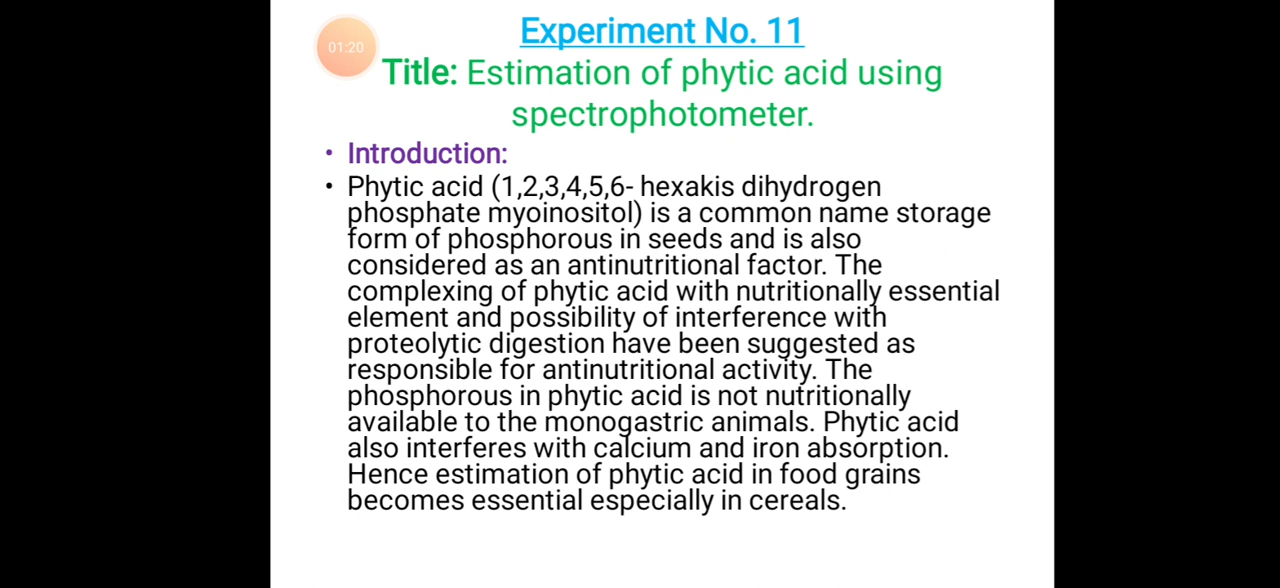 01:20
Experiment No. 11
Title: Estimation of phytic acid using
spectrophotometer.
• Introduction:
• Phytic acid (1,2,3,4,5,6- hexakis dihydrogen
phosphate myoinositol) is a common name storage
form of phosphorous in seeds and is also
considered as an antinutritional factor. The
complexing of phytic acid with nutritionally essential
element and possibility of interference with
proteolytic digestion have been suggested as
responsible for antinutritional activity. The
phosphorous in phytic acid is not nutritionally
available to the monogastric animals. Phytic acid
also interferes with calcium and iron absorption.
Hence estimation of phytic acid in food grains
becomes essential especially in cereals.